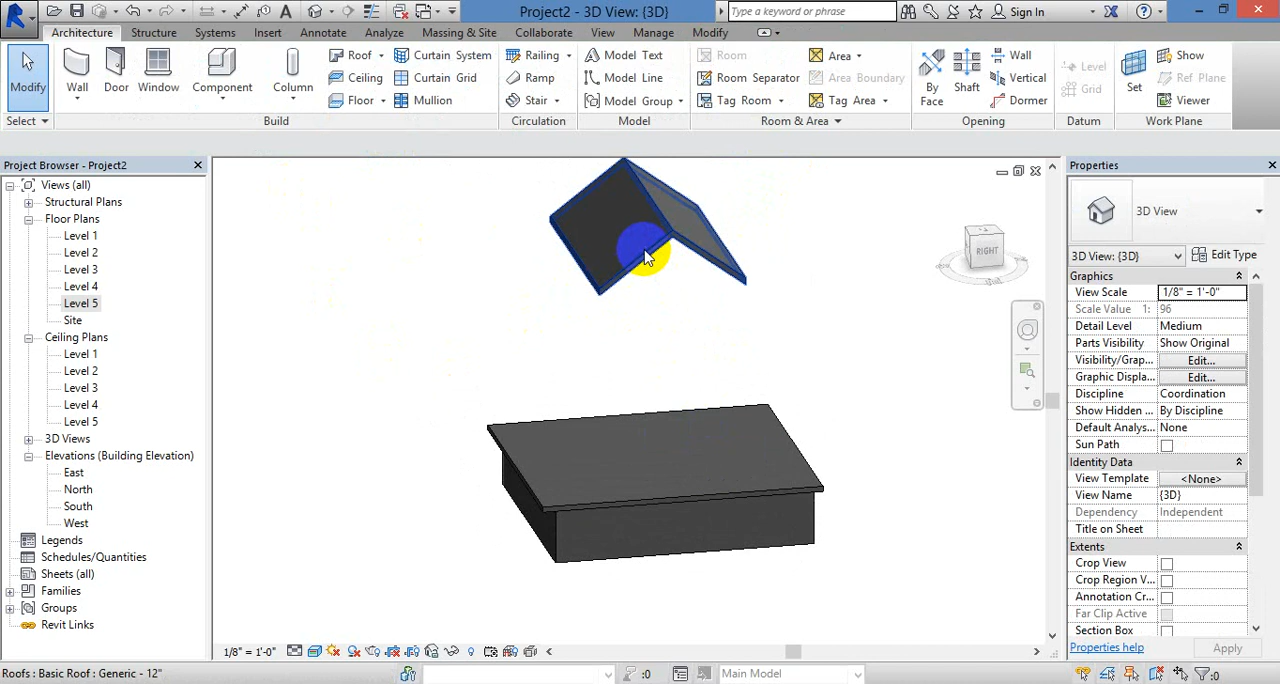 Project2 - 3D View: {3D}
Type a keyword or phrase
Sign In
Architecture Structure Systems Insert Annotate Analyze Massing & Site Collaborate View Manage Modify
Modify
Wall
Door
Window
Component
Column
Roof
Ceiling
Floor
Curtain System
Curtain Grid
Mullion
Railing
Ramp
Stair
Model Text
Model Line
Model Group
Room
Room Separator
Tag Room
Area
Area Boundary
Tag Area
By
Face
Shaft
Wall
Vertical
Dormer
Level
Grid
Set
Show
Ref Plane
Viewer
Select
Build
Circulation
Model
Room & Area
Opening
Datum
Work Plane
Project Browser - Project2
Views (all)
Structural Plans
Floor Plans
Level 1
Level 2
Level 3
Level 4
Level 5
Site
Ceiling Plans
Level 1
Level 2
Level 3
Level 4
Level 5
3D Views
Elevations (Building Elevation)
East
North
South
West
Legends
Schedules/Quantities
Sheets (all)
Families
Groups
Revit Links
RIGHT
Properties
3D View
3D View: {3D}
Edit Type
Graphics
View Scale 1/8" = 1'-0"
Scale Value 1: 96
Detail Level Medium
Parts Visibility Show Original
Visibility/Grap... Edit...
Graphic Displa... Edit...
Discipline Coordination
Show Hidden ... By Discipline
Default Analys... None
Sun Path
Identity Data
View Template <None>
View Name {3D}
Dependency Independent
Title on Sheet
Extents
Crop View
Crop Region V...
Annotation Cr...
Far Clip Active
Section Box
Properties help
Apply
1/8" = 1'-0"
Roofs : Basic Roof : Generic - 12"
:0
Main Model
:0